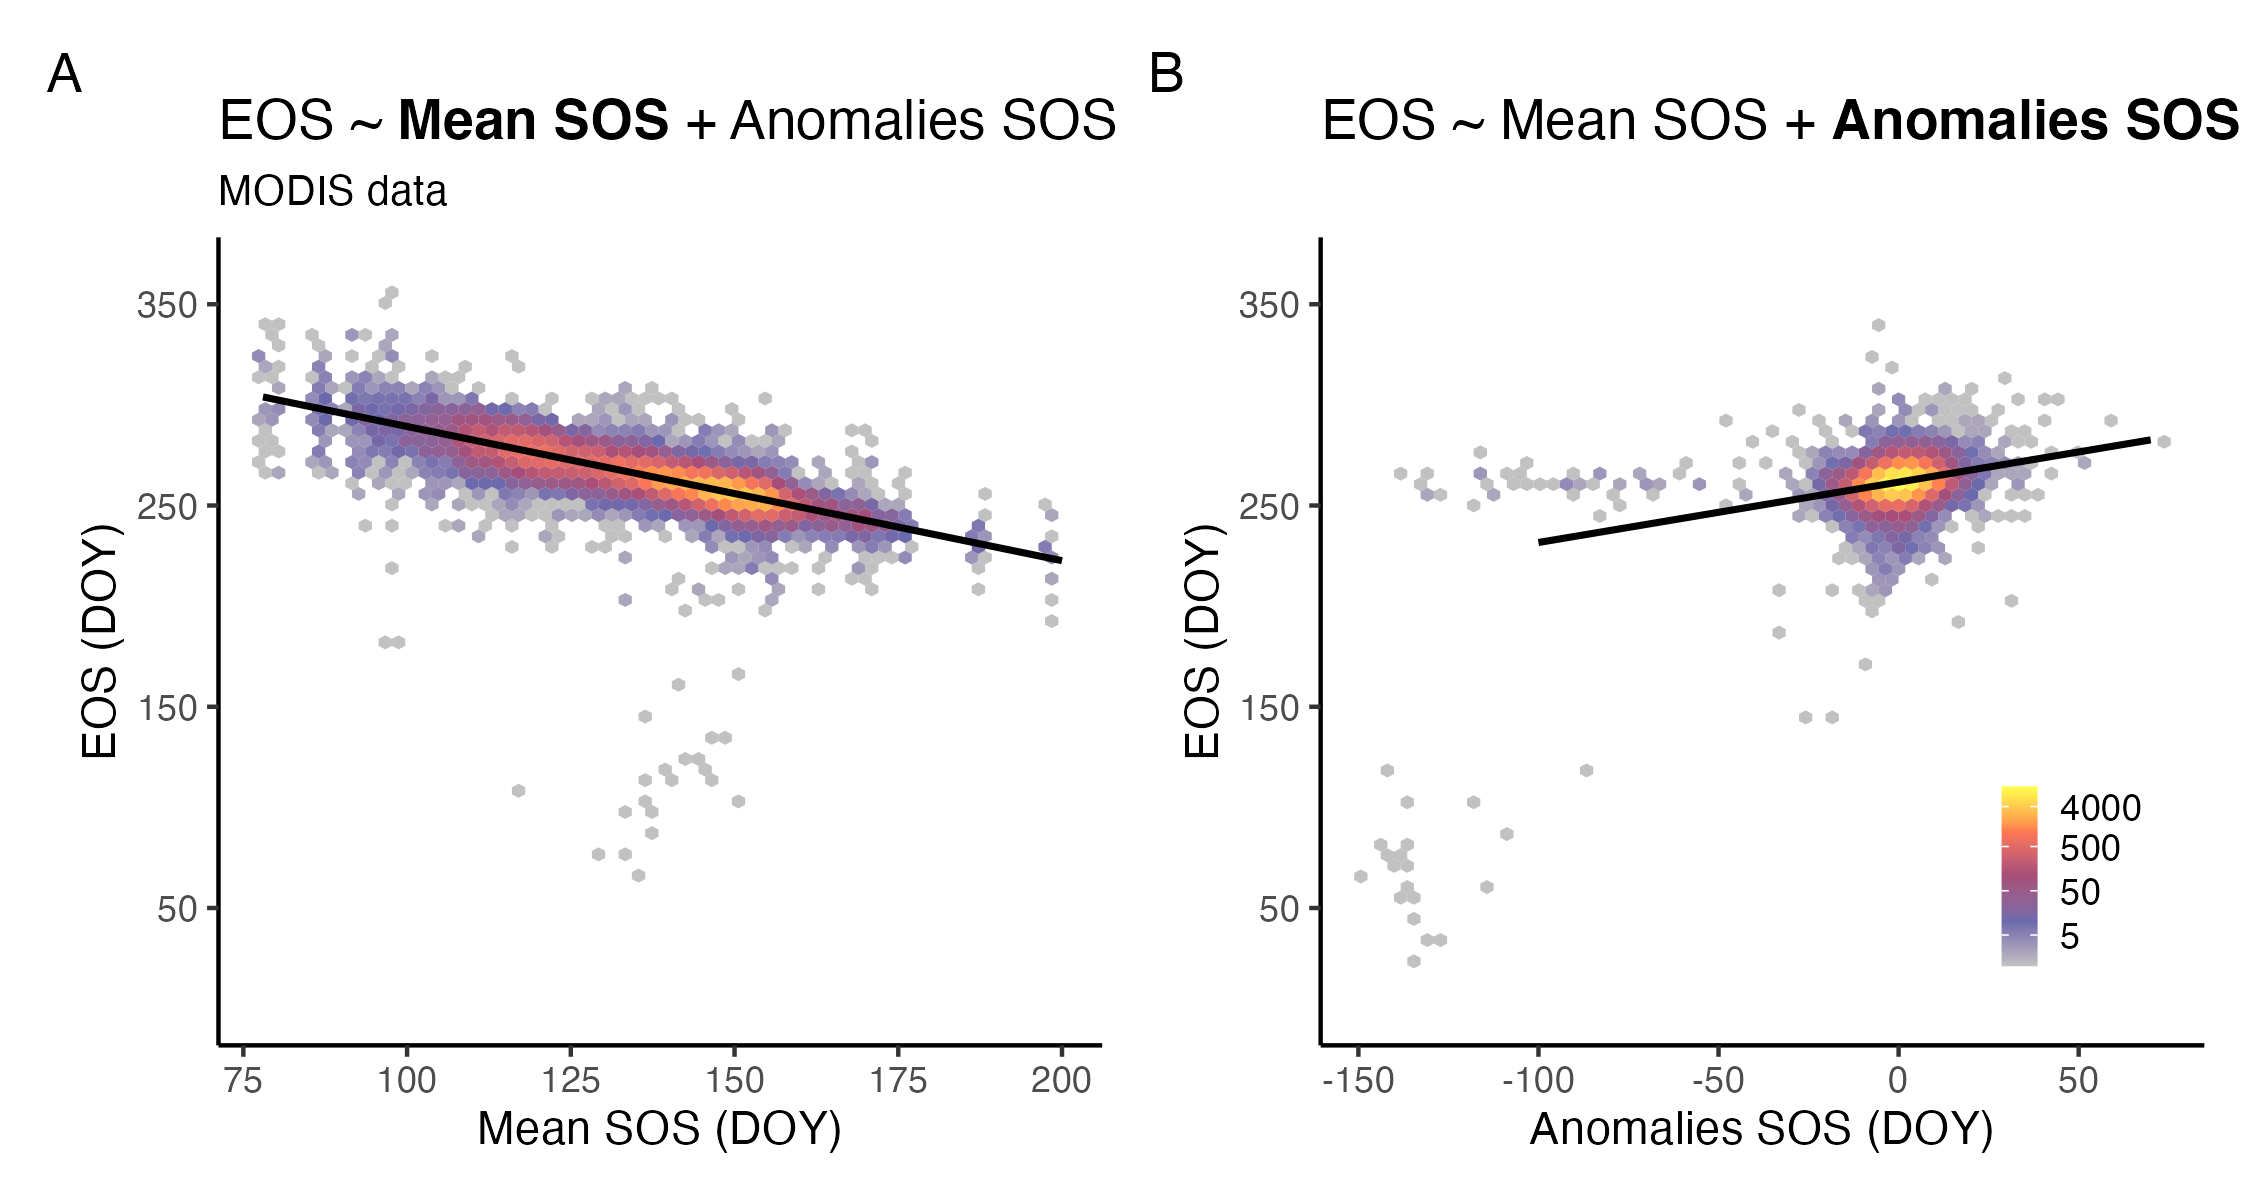 A
EOS ~ Mean SOS + Anomalies SOS
MODIS data
350
250
150
50
EOS (DOY)
75 100 125 150 175 200
Mean SOS (DOY)
B
EOS ~ Mean SOS + Anomalies SOS
350
250
150
50
EOS (DOY)
4000
500
50
5
-150 -100 -50 0 50
Anomalies SOS (DOY)